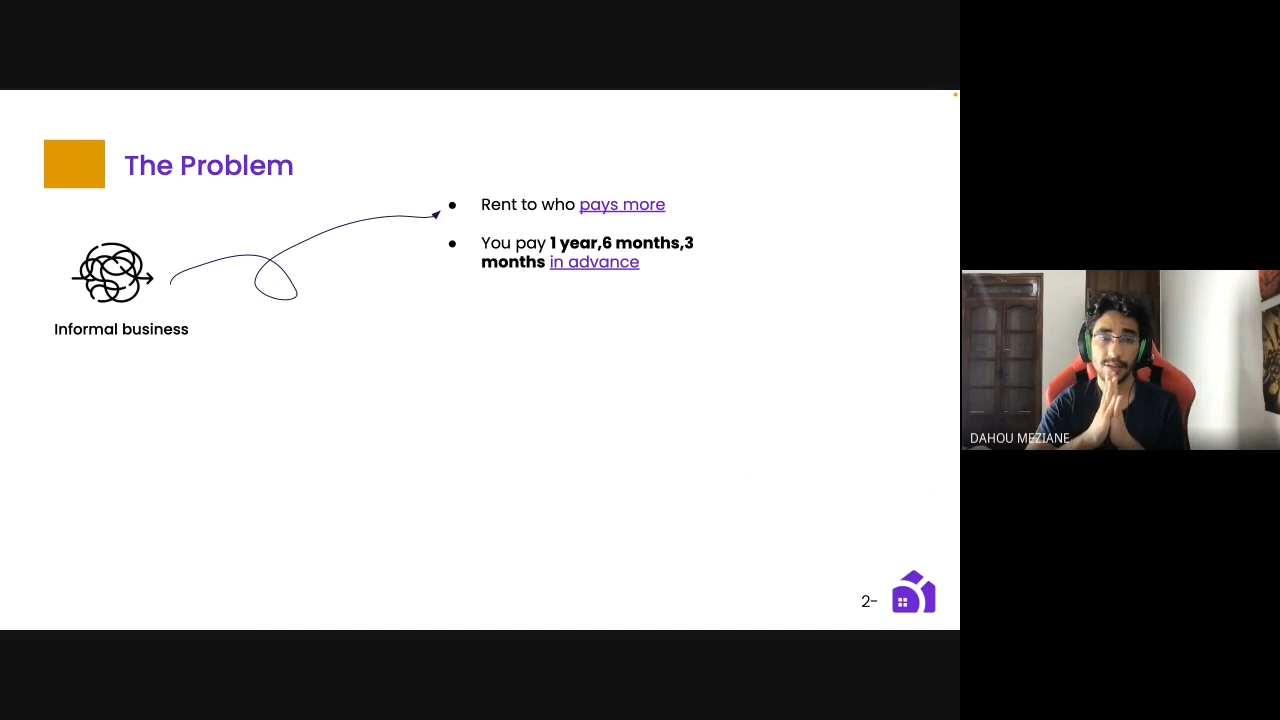 The Problem
● Rent to who pays more
● You pay 1 year,6 months,3
months in advance
Informal business
DAHOU MEZIANE
2-